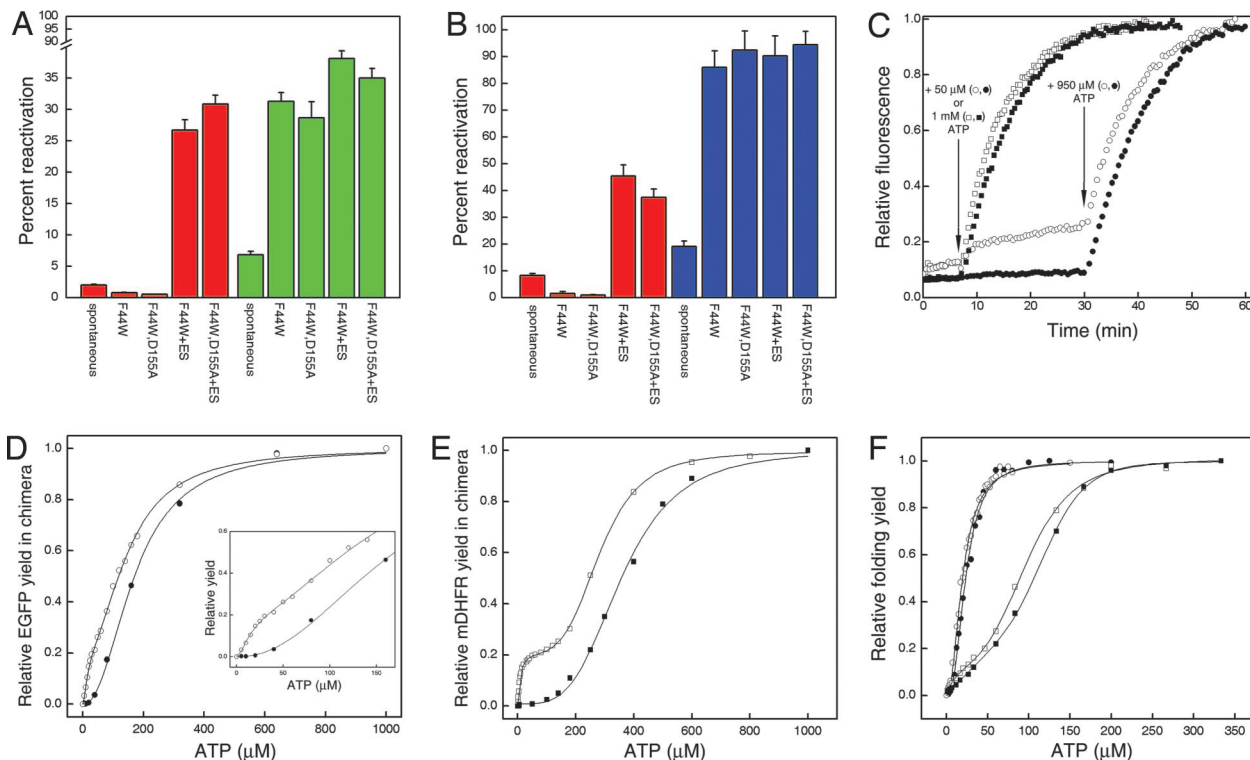 A
Percent reactivation
100
95
90
35
30
25
20
15
10
5
0
spontaneous
F44W
F44W,D155A
F44W+ES
F44W,D155A+ES
spontaneous
F44W
F44W,D155A
F44W+ES
F44W,D155A+ES
B
Percent reactivation
100
90
80
70
60
50
40
30
20
10
0
spontaneous
F44W
F44W,D155A
F44W+ES
F44W,D155A+ES
spontaneous
F44W
F44W,D155A
F44W+ES
F44W,D155A+ES
C
Relative fluorescence
1.0
0.8
0.6
0.4
0.2
0.0
+ 50 μM (○,●)
or
1 mM (□,■)
ATP
+ 950 μM (○,●)
ATP
0 10 20 30 40 50 60
Time (min)
D
Relative EGFP yield in chimera
1.0
0.8
0.6
0.4
0.2
0.0
0 200 400 600 800 1000
ATP (μM)
Relative yield
0.6
0.4
0.2
0.0
0 50 100 150
ATP (μM)
E
Relative mDHFR yield in chimera
1.0
0.8
0.6
0.4
0.2
0.0
0 200 400 600 800 1000
ATP (μM)
F
Relative folding yield
1.0
0.8
0.6
0.4
0.2
0.0
0 50 100 150 200 250 300 350
ATP (μM)